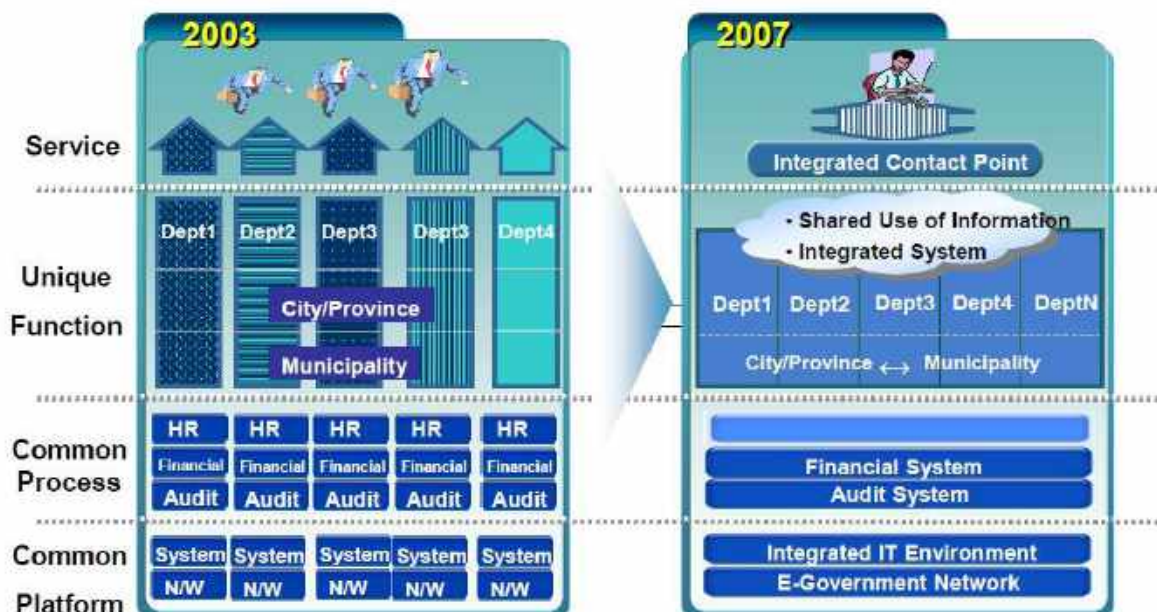 2003
2007
Service
Integrated Contact Point
Dept1 Dept2 Dept3 Dept3 Dept4
• Shared Use of Information
• Integrated System
Unique
Function
City/Province
Municipality
Dept1 Dept2 Dept3 Dept4 DeptN
City/Province ↔ Municipality
Common
Process
HR HR HR HR HR
Financial Financial Financial Financial Financial
Audit Audit Audit Audit Audit
Financial System
Audit System
Common
Platform
System System System System System
N/W N/W N/W N/W N/W
Integrated IT Environment
E-Government Network